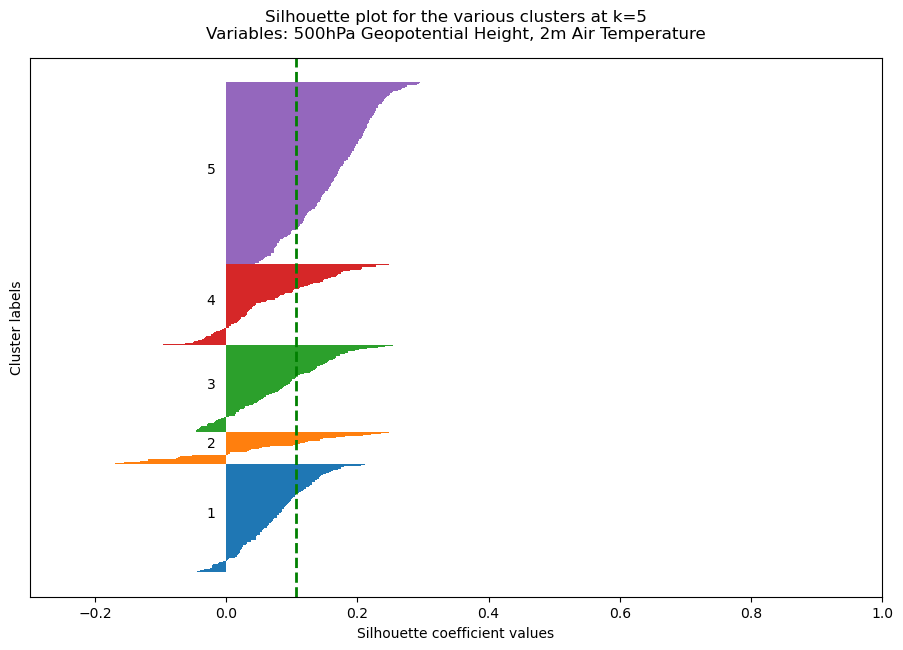 Silhouette plot for the various clusters at k=5
Variables: 500hPa Geopotential Height, 2m Air Temperature
Cluster labels
5
4
3
2
1
−0.2 0.0 0.2 0.4 0.6 0.8 1.0
Silhouette coefficient values